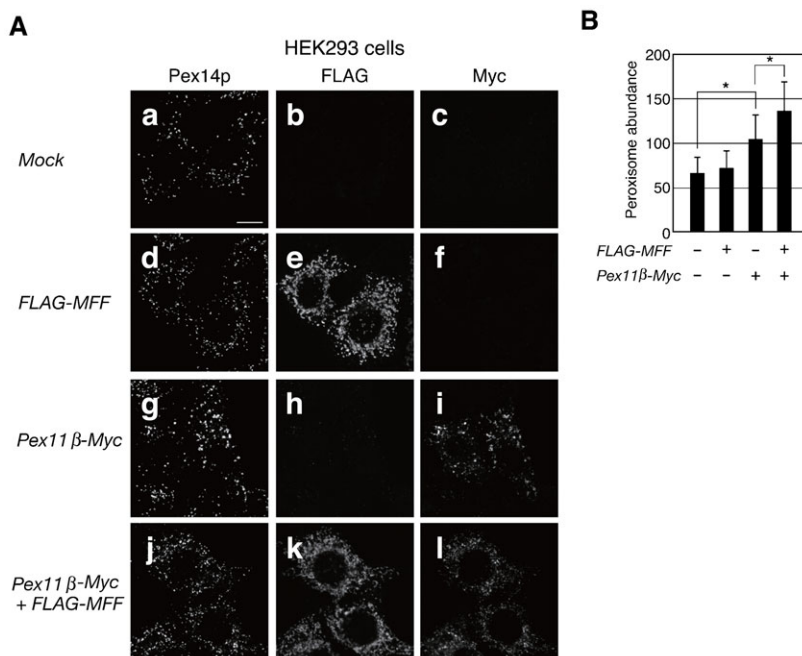 A
HEK293 cells
Pex14p FLAG Myc
Mock a b c
FLAG-MFF d e f
Pex11β-Myc g h i
Pex11β-Myc
+ FLAG-MFF j k l
B
Peroxisome abundance
200
150
100
50
0
* *
FLAG-MFF − + − +
Pex11β-Myc − − + +